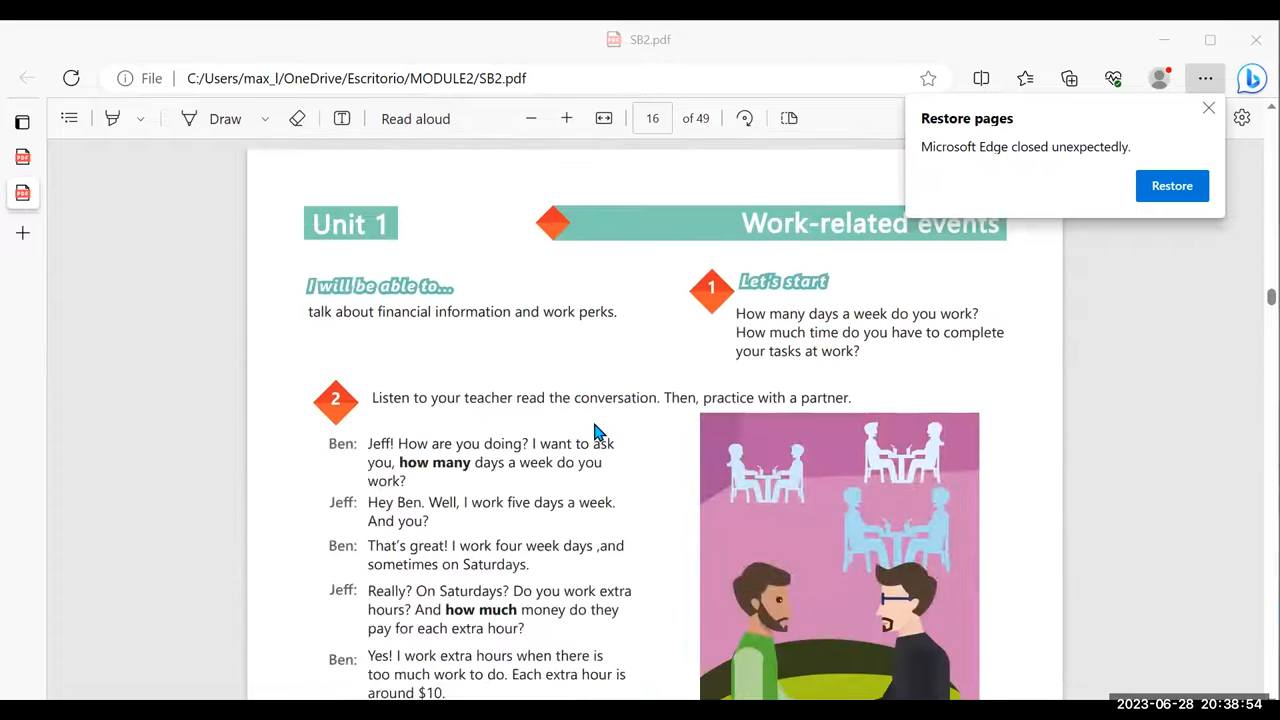 SB2.pdf
File
C:/Users/max_l/OneDrive/Escritorio/MODULE2/SB2.pdf
Draw
Read aloud
16
of 49
Restore pages
Microsoft Edge closed unexpectedly.
Restore
Unit 1
Work-related events
I will be able to...
talk about financial information and work perks.
1
Let's start
How many days a week do you work?
How much time do you have to complete
your tasks at work?
2
Listen to your teacher read the conversation. Then, practice with a partner.
Ben: Jeff! How are you doing? I want to ask
you, how many days a week do you
work?
Jeff: Hey Ben. Well, I work five days a week.
And you?
Ben: That's great! I work four week days ,and
sometimes on Saturdays.
Jeff: Really? On Saturdays? Do you work extra
hours? And how much money do they
pay for each extra hour?
Ben: Yes! I work extra hours when there is
too much work to do. Each extra hour is
around $10.
2023-06-28 20:38:54